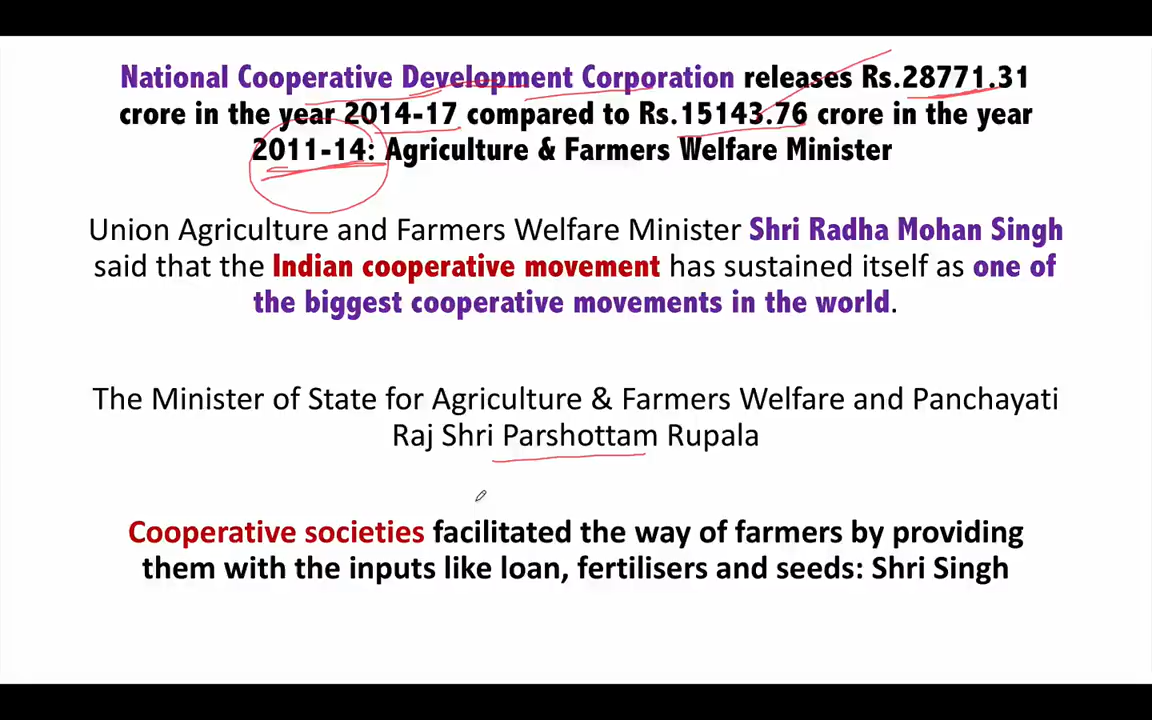 National Cooperative Development Corporation releases Rs.28771.31
crore in the year 2014-17 compared to Rs.15143.76 crore in the year
2011-14: Agriculture & Farmers Welfare Minister
Union Agriculture and Farmers Welfare Minister Shri Radha Mohan Singh
said that the Indian cooperative movement has sustained itself as one of
the biggest cooperative movements in the world.
The Minister of State for Agriculture & Farmers Welfare and Panchayati
Raj Shri Parshottam Rupala
Cooperative societies facilitated the way of farmers by providing
them with the inputs like loan, fertilisers and seeds: Shri Singh